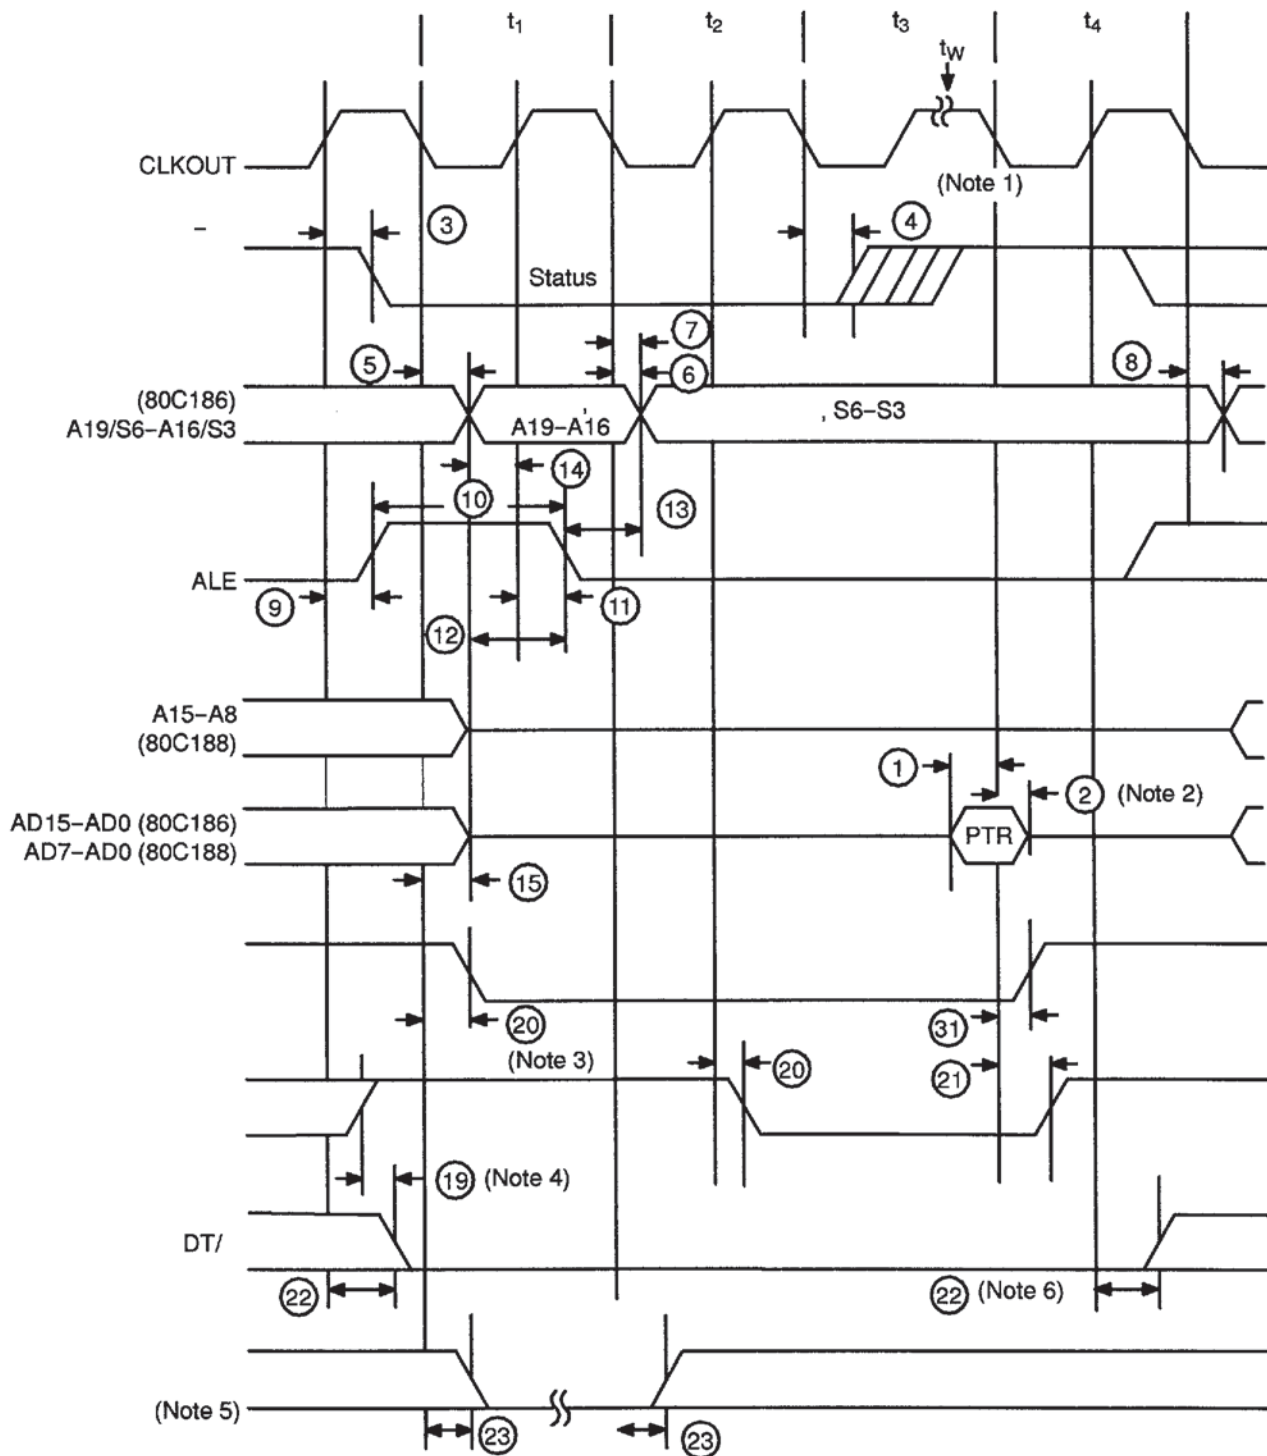 t1 t2 t3 t4
tW
CLKOUT
(Note 1)
–
3
4
Status
7
5
6
8
(80C186)
A19/S6–A16/S3
A19–A'16
, S6–S3
14
10
13
ALE
9
11
12
A15–A8
(80C188)
1
2 (Note 2)
AD15–AD0 (80C186)
AD7–AD0 (80C188)
PTR
15
20
31
(Note 3)
20
21
19 (Note 4)
DT/
22
22 (Note 6)
(Note 5)
23
23